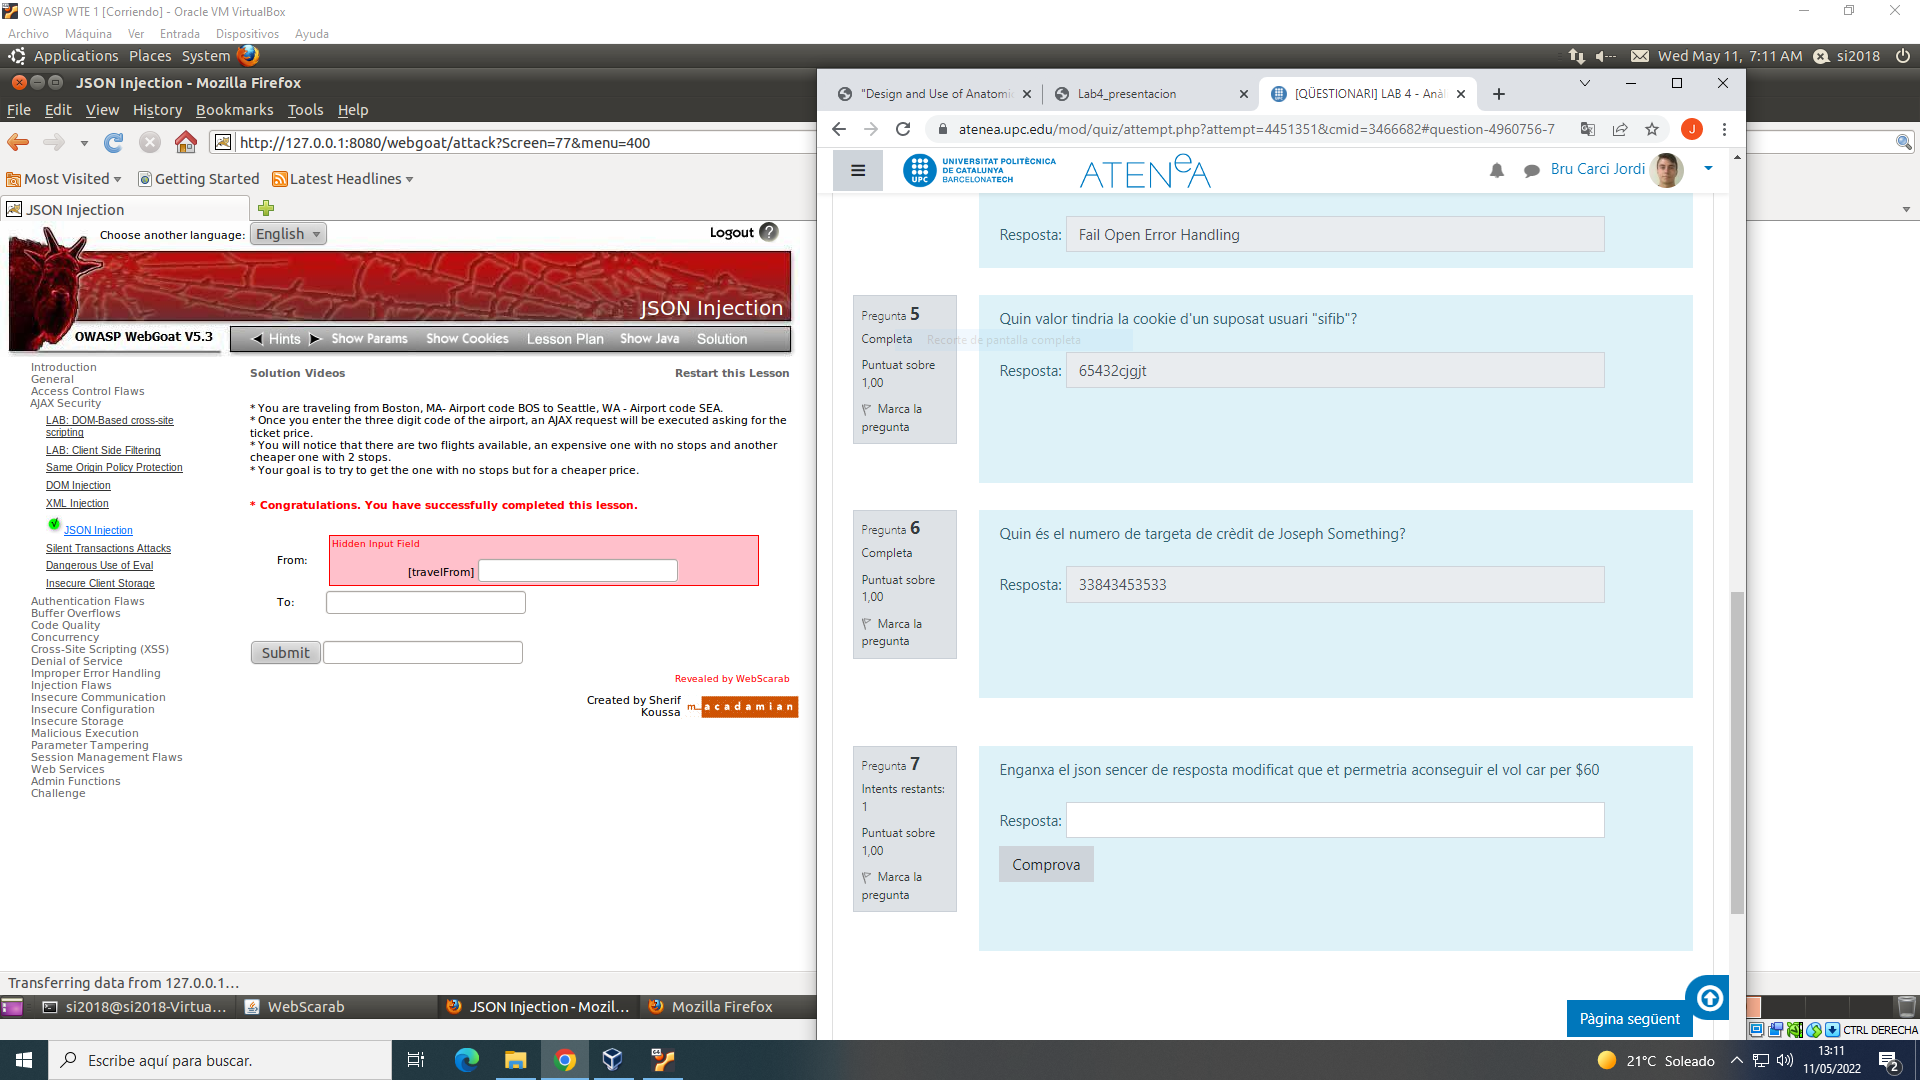 OWASP WTE 1 [Corriendo] - Oracle VM VirtualBox
Archivo Máquina Ver Entrada Dispositivos Ayuda
Applications Places System
Wed May 11, 7:11 AM si2018
JSON Injection - Mozilla Firefox
File Edit View History Bookmarks Tools Help
http://127.0.0.1:8080/webgoat/attack?Screen=77&menu=400
Most Visited Getting Started Latest Headlines
JSON Injection
Choose another language: English
Logout ?
JSON Injection
OWASP WebGoat V5.3
Hints Show Params Show Cookies Lesson Plan Show Java Solution
Introduction
General
Access Control Flaws
AJAX Security
LAB: DOM-Based cross-site
scripting
LAB: Client Side Filtering
Same Origin Policy Protection
DOM Injection
XML Injection
JSON Injection
Silent Transactions Attacks
Dangerous Use of Eval
Insecure Client Storage
Authentication Flaws
Buffer Overflows
Code Quality
Concurrency
Cross-Site Scripting (XSS)
Denial of Service
Improper Error Handling
Injection Flaws
Insecure Communication
Insecure Configuration
Insecure Storage
Malicious Execution
Parameter Tampering
Session Management Flaws
Web Services
Admin Functions
Challenge
Solution Videos
Restart this Lesson
* You are traveling from Boston, MA- Airport code BOS to Seattle, WA - Airport code SEA.
* Once you enter the three digit code of the airport, an AJAX request will be executed asking for the
ticket price.
* You will notice that there are two flights available, an expensive one with no stops and another
cheaper one with 2 stops.
* Your goal is to try to get the one with no stops but for a cheaper price.
* Congratulations. You have successfully completed this lesson.
From:
Hidden Input Field
[travelFrom]
To:
Submit
Revealed by WebScarab
Created by Sherif
Koussa
m_acadamian
Transferring data from 127.0.0.1...
si2018@si2018-Virtua...
WebScarab
JSON Injection - Mozil...
Mozilla Firefox
"Design and Use of Anatomi
Lab4_presentacion
[QÜESTIONARI] LAB 4 - Anàl
atenea.upc.edu/mod/quiz/attempt.php?attempt=4451351&cmid=3466682#question-4960756-7
J
UPC
UNIVERSITAT POLITÈCNICA
DE CATALUNYA
BARCELONATECH
ATENeA
Bru Carci Jordi
Resposta: Fail Open Error Handling
Pregunta 5
Completa
Puntuat sobre
1,00
Marca la
pregunta
Quin valor tindria la cookie d'un suposat usuari "sifib"?
Recorte de pantalla completa
Resposta: 65432cjgjt
Pregunta 6
Completa
Puntuat sobre
1,00
Marca la
pregunta
Quin és el numero de targeta de crèdit de Joseph Something?
Resposta: 33843453533
Pregunta 7
Intents restants:
1
Puntuat sobre
1,00
Marca la
pregunta
Enganxa el json sencer de resposta modificat que et permetria aconseguir el vol car per $60
Resposta:
Comprova
Pàgina següent
CTRL DERECHA
Escribe aquí para buscar.
64
21°C Soleado
13:11
11/05/2022
2